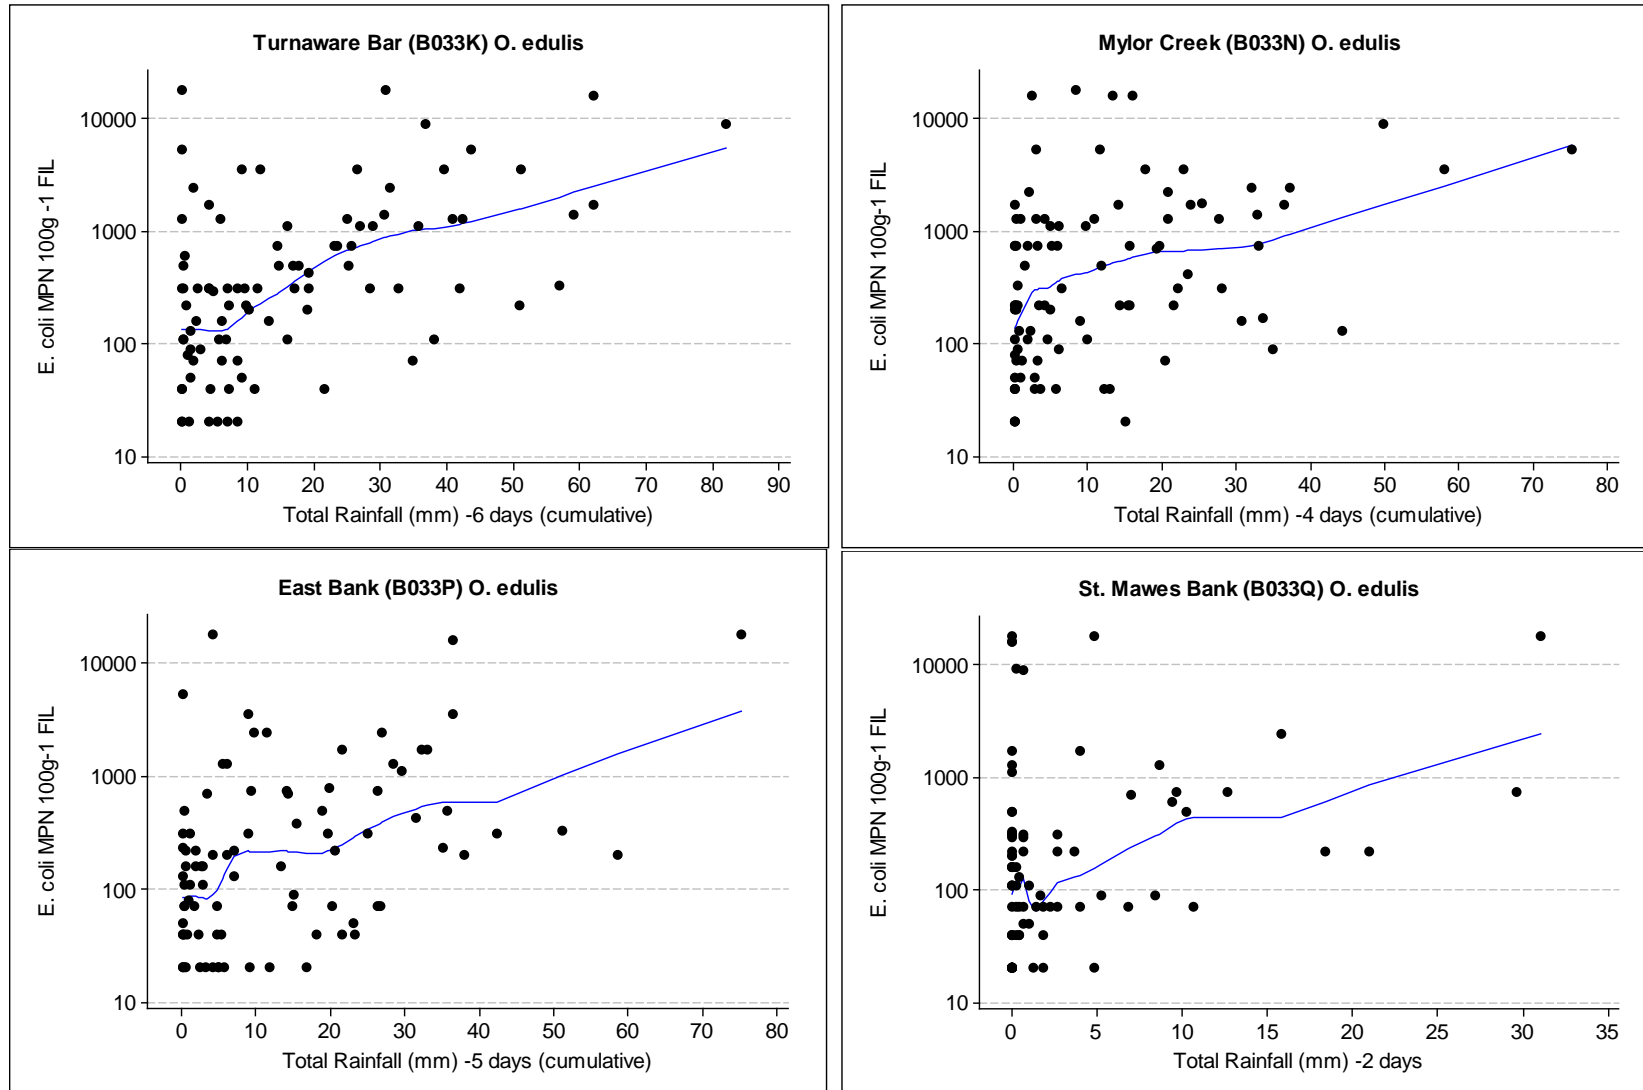 Turnaware Bar (B033K) O. edulis
E. coli MPN 100g -1 FIL
10000
1000
100
10
0 10 20 30 40 50 60 70 80 90
Total Rainfall (mm) -6 days (cumulative)
Mylor Creek (B033N) O. edulis
E. coli MPN 100g-1 FIL
10000
1000
100
10
0 10 20 30 40 50 60 70 80
Total Rainfall (mm) -4 days (cumulative)
East Bank (B033P) O. edulis
E. coli MPN 100g-1 FIL
10000
1000
100
10
0 10 20 30 40 50 60 70 80
Total Rainfall (mm) -5 days (cumulative)
St. Mawes Bank (B033Q) O. edulis
E. coli MPN 100g-1 FIL
10000
1000
100
10
0 5 10 15 20 25 30 35
Total Rainfall (mm) -2 days